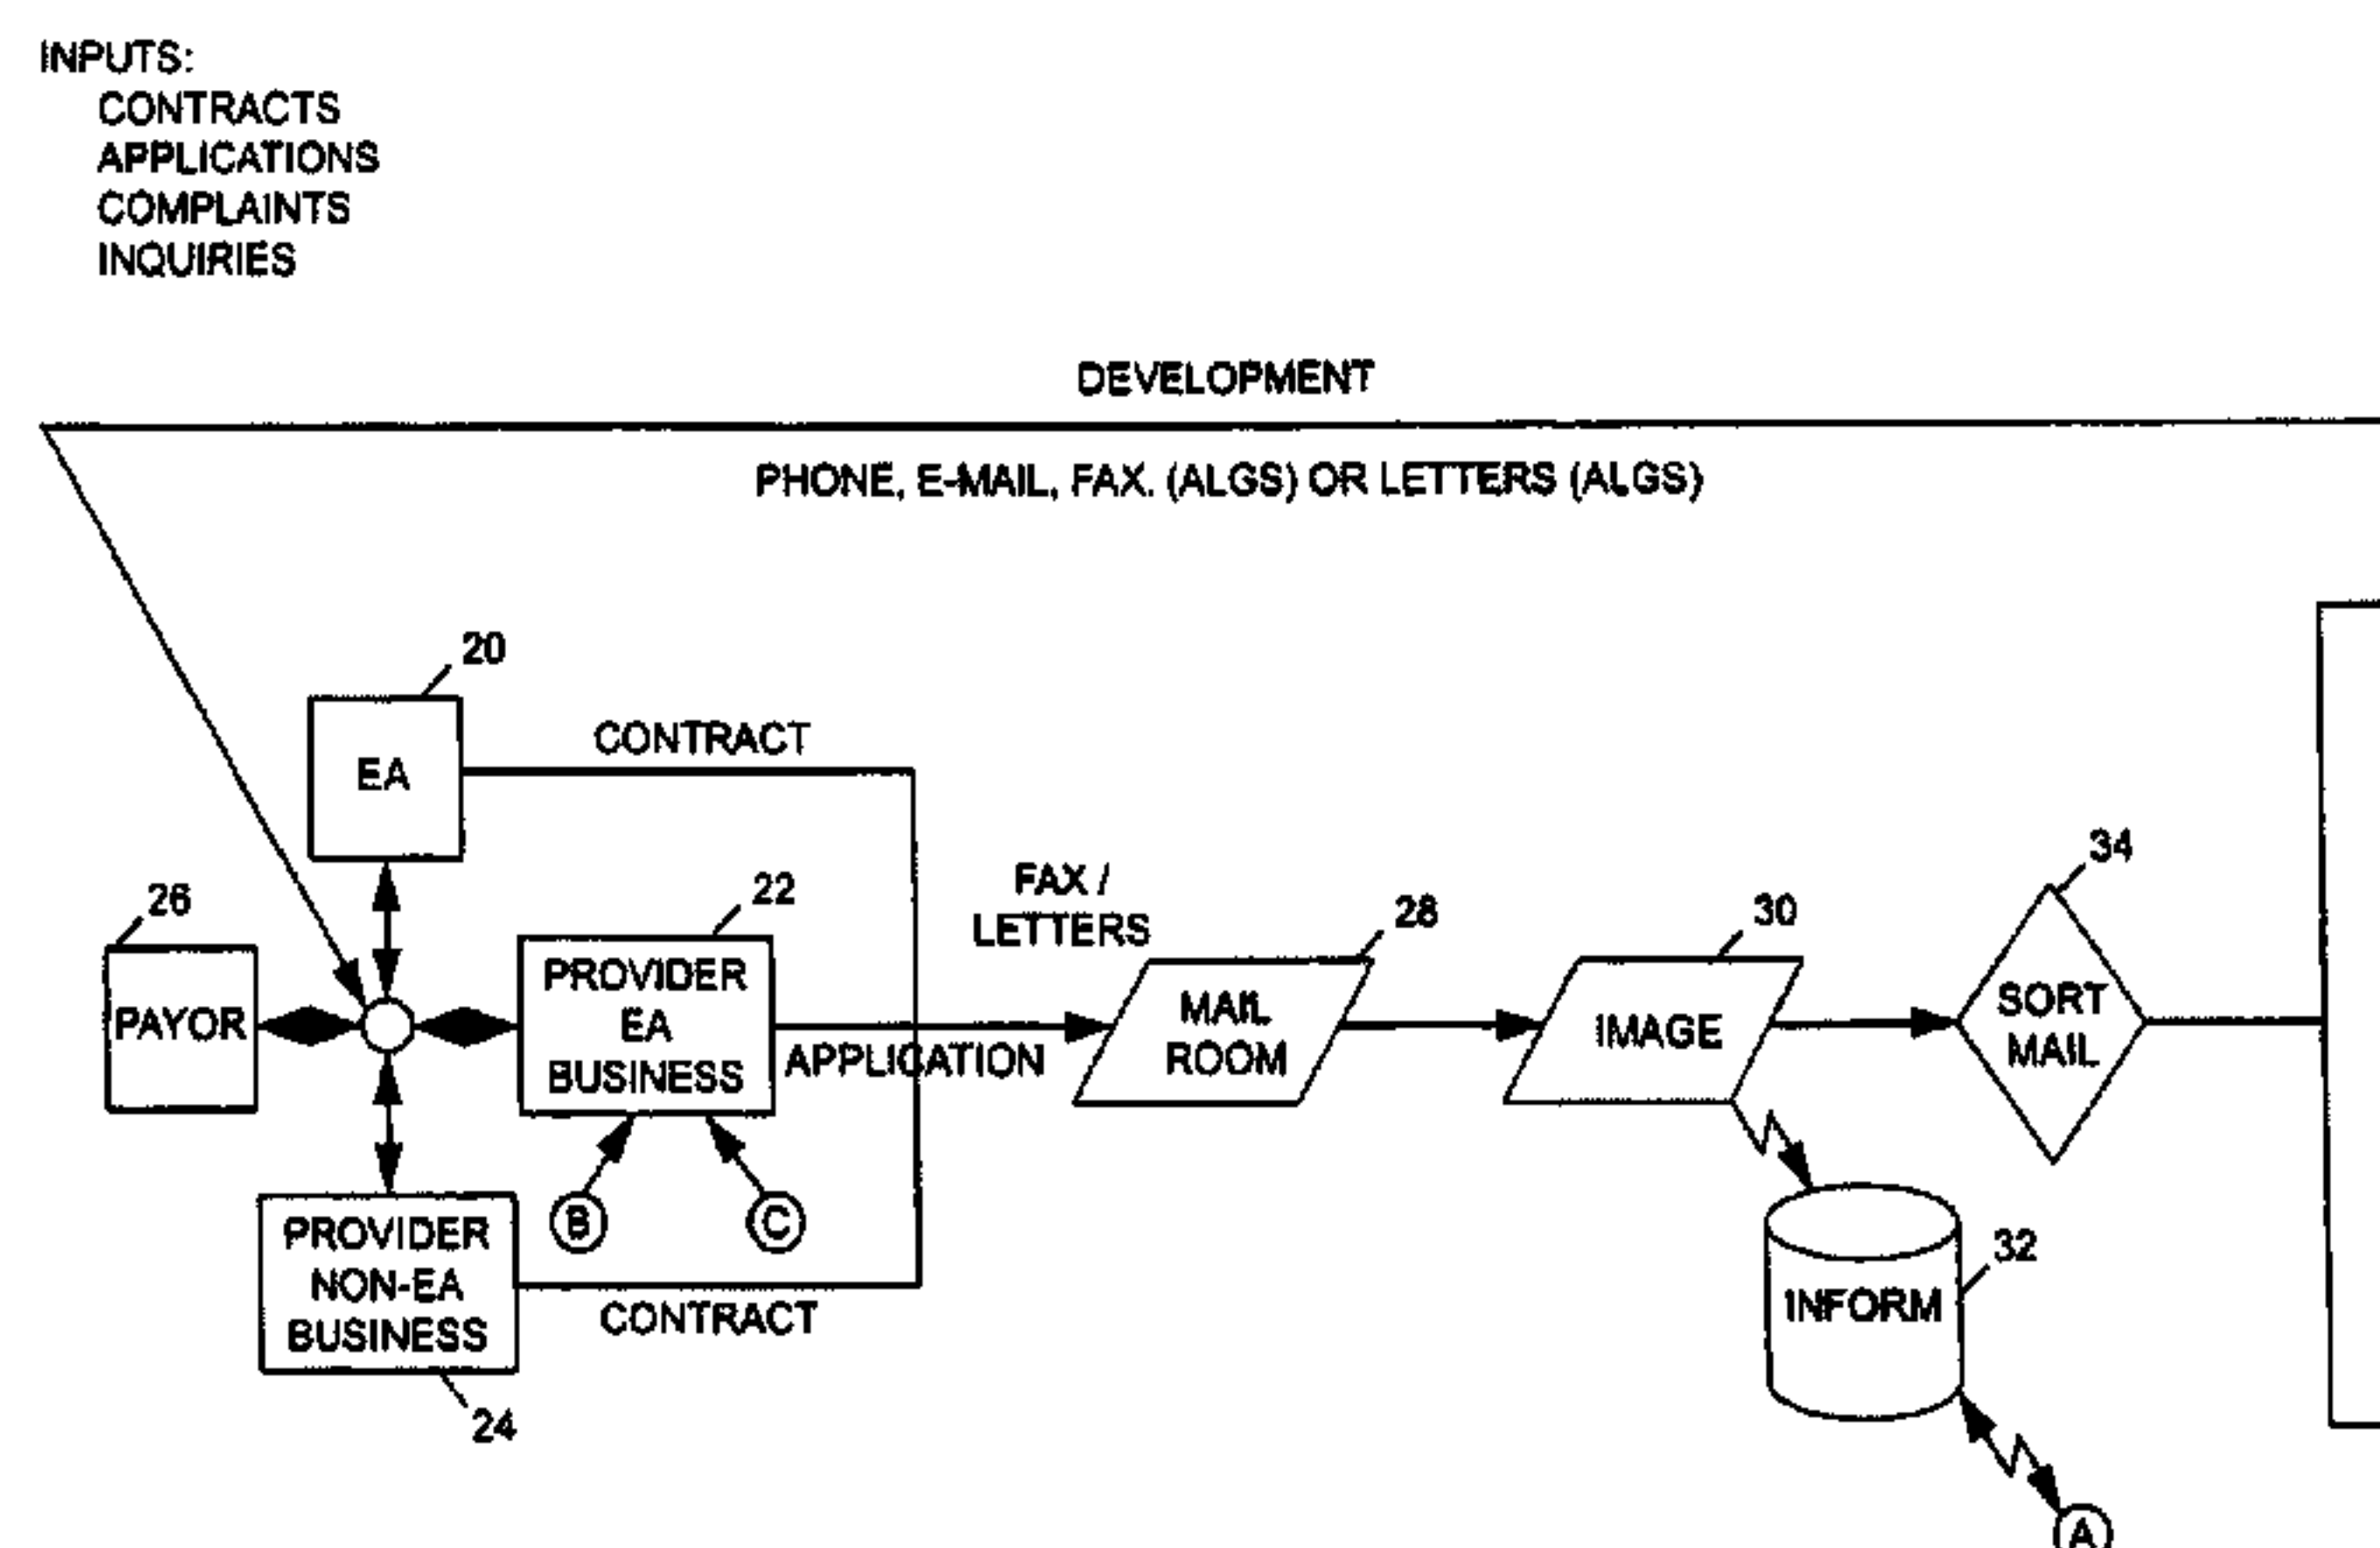 INPUTS:
CONTRACTS
APPLICATIONS
COMPLAINTS
INQUIRIES
DEVELOPMENT
PHONE, E-MAIL, FAX. (ALGS) OR LETTERS (ALGS)
20
EA
CONTRACT
26
PAYOR
22
PROVIDER
EA
BUSINESS
APPLICATION
FAX /
LETTERS
28
MAIL
ROOM
30
IMAGE
34
SORT
MAIL
B
C
PROVIDER
NON-EA
BUSINESS
24
CONTRACT
32
INFORM
A